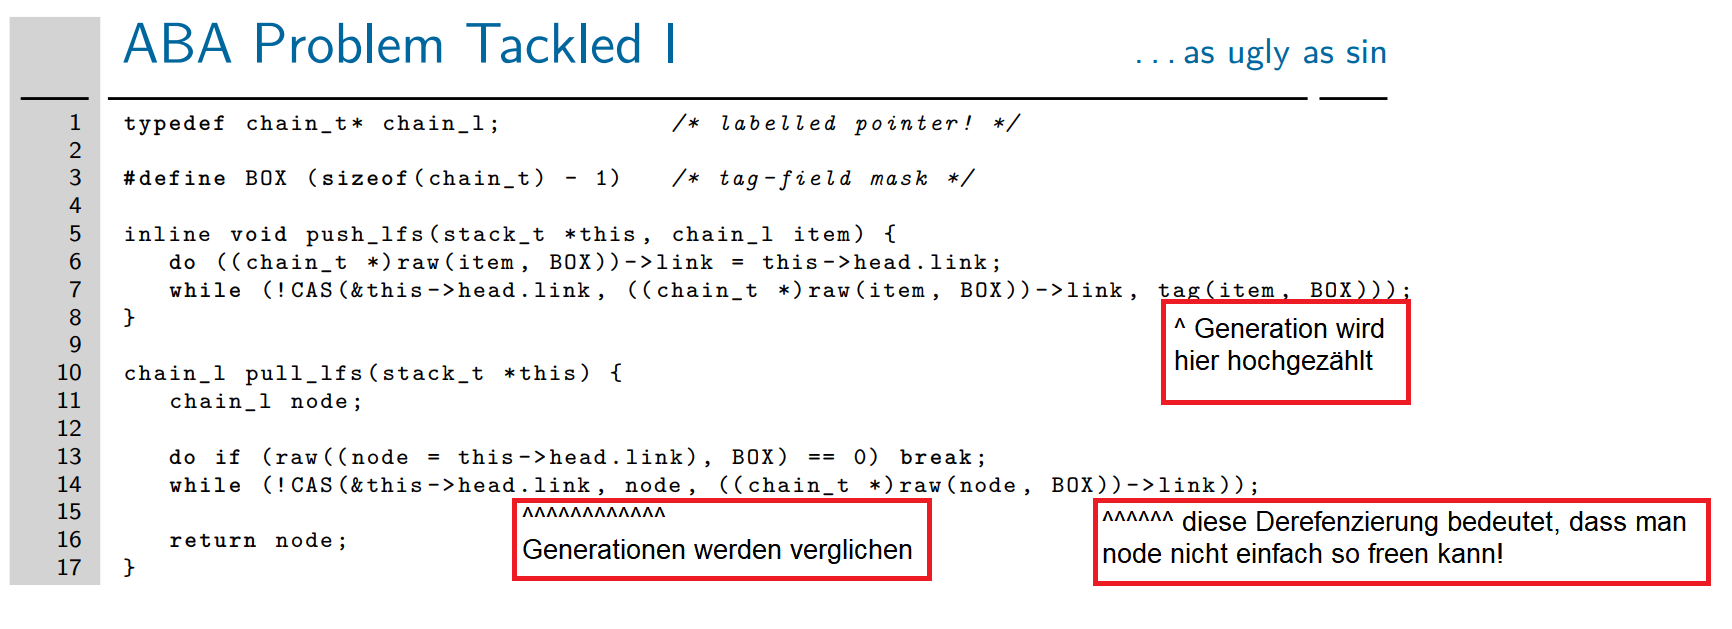 ABA Problem Tackled I ... as ugly as sin
1 typedef chain_t* chain_l; /* labelled pointer! */
2
3 #define BOX (sizeof(chain_t) - 1) /* tag-field mask */
4
5 inline void push_lfs(stack_t *this, chain_l item) {
6 do ((chain_t *)raw(item, BOX))->link = this->head.link;
7 while (!CAS(&this->head.link, ((chain_t *)raw(item, BOX))->link, tag(item, BOX)));
8 }
^ Generation wird
hier hochgezählt
9
10 chain_l pull_lfs(stack_t *this) {
11 chain_l node;
12
13 do if (raw((node = this->head.link), BOX) == 0) break;
14 while (!CAS(&this->head.link, node, ((chain_t *)raw(node, BOX))->link));
15
^^^^^^^^^^^^
Generationen werden verglichen
^^^^^^ diese Derefenzierung bedeutet, dass man
node nicht einfach so freen kann!
16 return node;
17 }